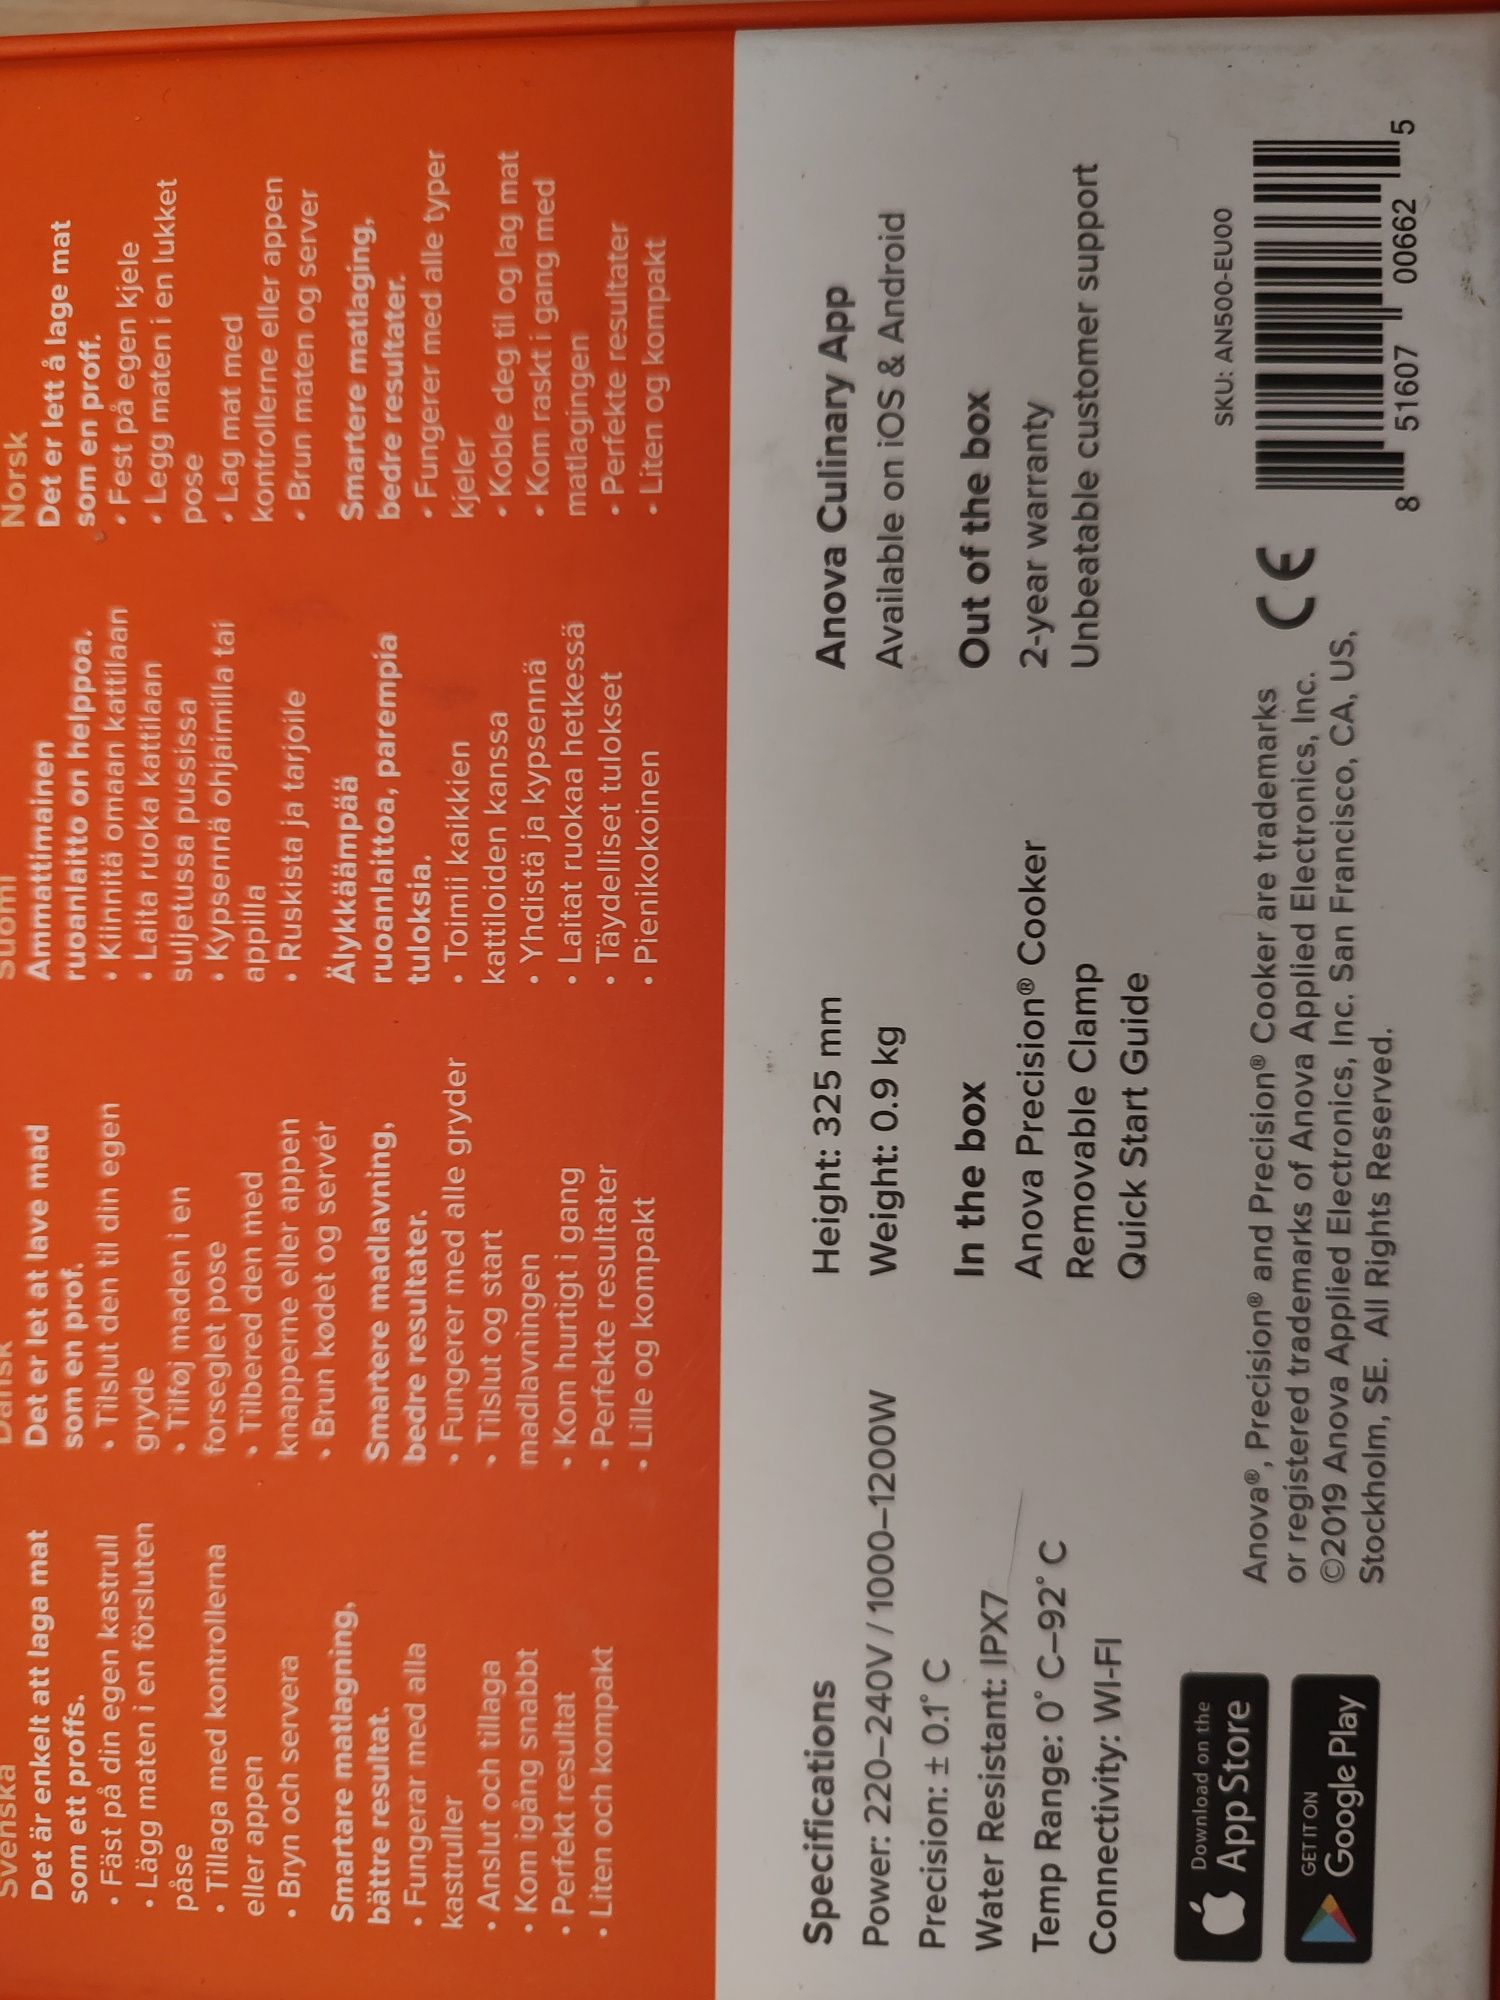 Svenska
Det är enkelt att laga mat
som ett proffs.
• Fäst på din egen kastrull
• Lägg maten i en försluten
påse
• Tillaga med kontrollerna
eller appen
• Bryn och servera
Smartare matlagning,
bättre resultat.
• Fungerar med alla
kastruller
• Anslut och tillaga
• Kom igång snabbt
• Perfekt resultat
• Liten och kompakt
Dansk
Det er let at lave mad
som en prof.
• Tilslut den til din egen
gryde
• Tilføj maden i en
forseglet pose
• Tilbered den med
knapperne eller appen
• Brun kødet og servér
Smartere madlavning,
bedre resultater.
• Fungerer med alle gryder
• Tilslut og start
madlavningen
• Kom hurtigt i gang
• Perfekte resultater
• Lille og kompakt
Suomi
Ammattimainen
ruoanlaitto on helppoa.
• Kiinnitä omaan kattilaan
• Laita ruoka kattilaan
suljetussa pussissa
• Kypsennä ohjaimilla tai
appilla
• Ruskista ja tarjoile
Älykkäämpää
ruoanlaittoa, parempia
tuloksia.
• Toimii kaikkien
kattiloiden kanssa
• Yhdistä ja kypsennä
• Laitat ruokaa hetkessä
• Täydelliset tulokset
• Pienikokoinen
Norsk
Det er lett å lage mat
som en proff.
• Fest på egen kjele
• Legg maten i en lukket
pose
• Lag mat med
kontrollerne eller appen
• Brun maten og server
Smartere matlaging,
bedre resultater.
• Fungerer med alle typer
kjeler
• Koble deg til og lag mat
• Kom raskt i gang med
matlagingen
• Perfekte resultater
• Liten og kompakt
Specifications
Power: 220–240V / 1000–1200W
Precision: ± 0.1° C
Water Resistant: IPX7
Temp Range: 0° C–92° C
Connectivity: WI-FI
Height: 325 mm
Weight: 0.9 kg
In the box
Anova Precision® Cooker
Removable Clamp
Quick Start Guide
Anova Culinary App
Available on iOS & Android
Out of the box
2-year warranty
Unbeatable customer support
Download on the
App Store
GET IT ON
Google Play
Anova®, Precision® and Precision® Cooker are trademarks
or registered trademarks of Anova Applied Electronics, Inc.
©2019 Anova Applied Electronics, Inc. San Francisco, CA, US,
Stockholm, SE. All Rights Reserved.
CE
SKU: AN500-EU00
8 51607 00662 5